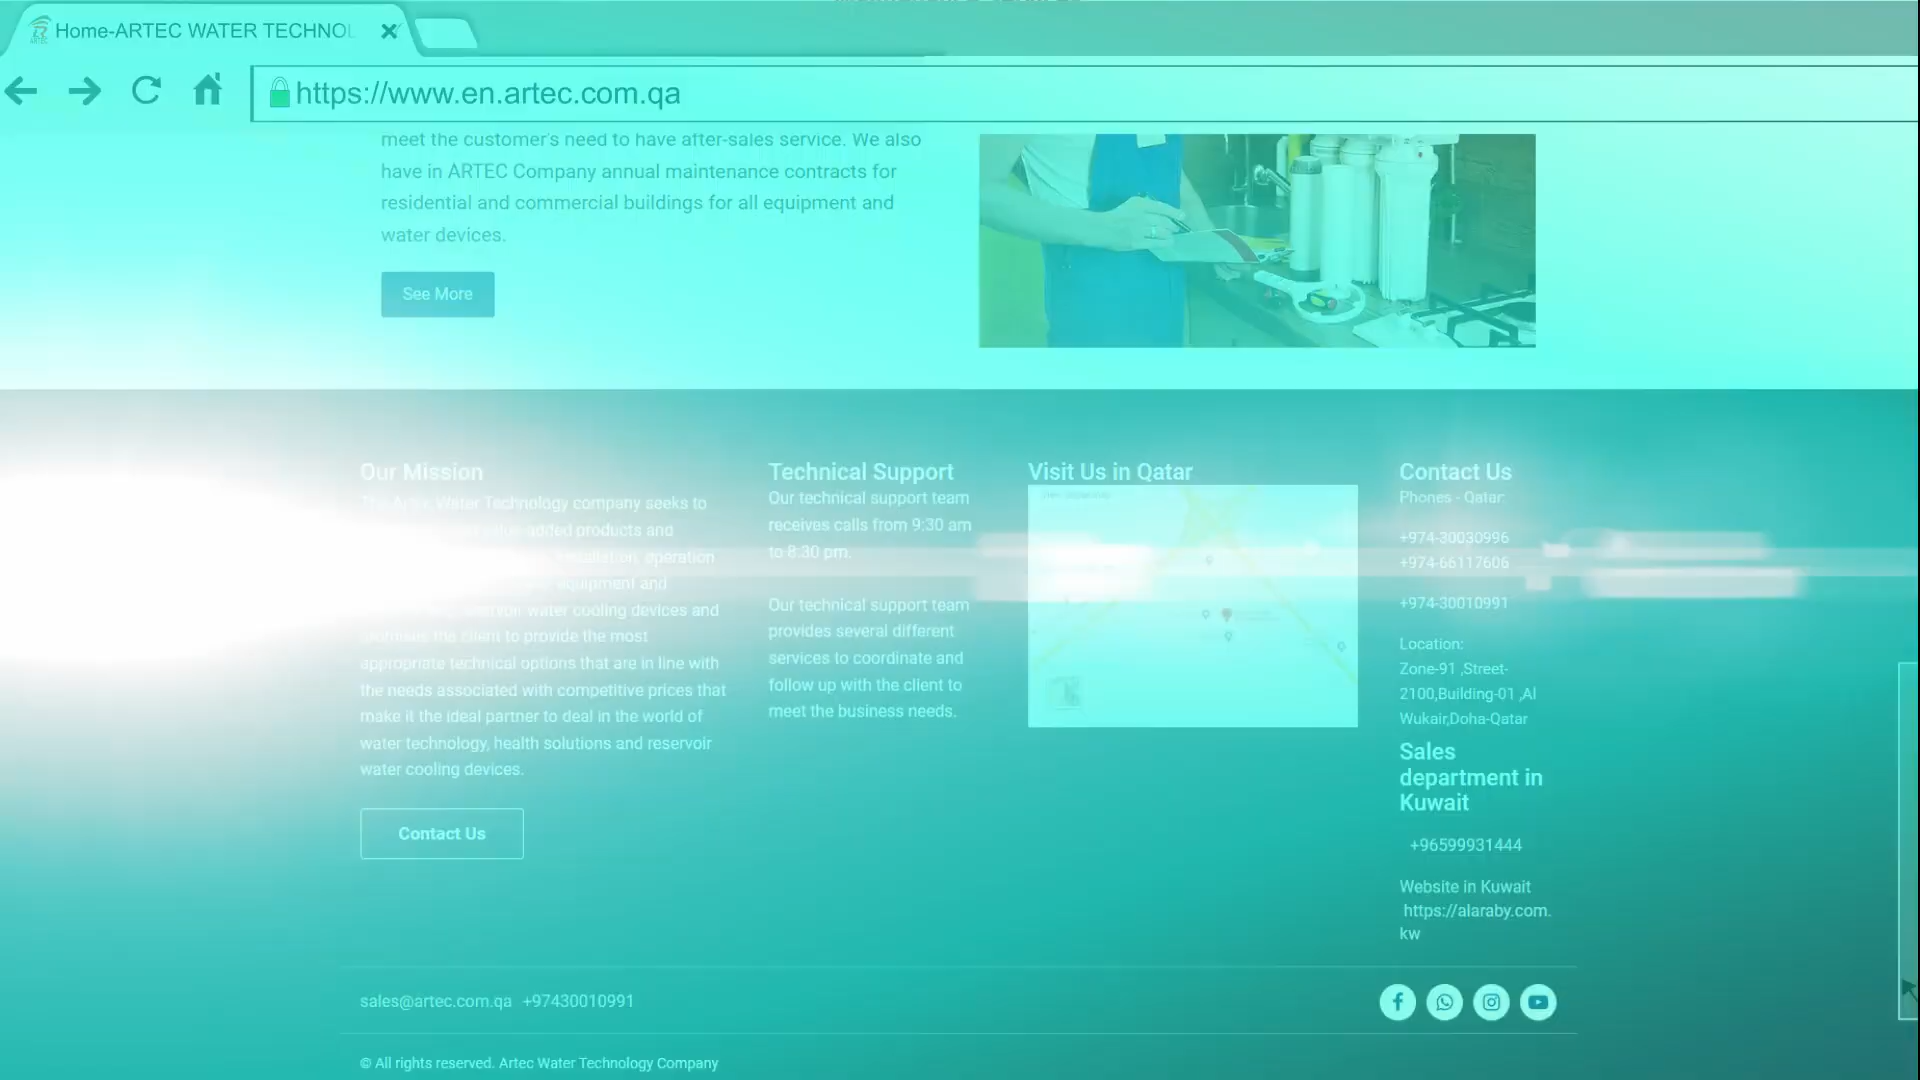 Home-ARTEC WATER TECHNOL
https://www.en.artec.com.qa
meet the customer's need to have after-sales service. We also
have in ARTEC Company annual maintenance contracts for
residential and commercial buildings for all equipment and
water devices.
See More
Our Mission
The Artec Water Technology company seeks to
added products and
operation
equipment and
water cooling devices and
the client to provide the most
appropriate technical options that are in line with
the needs associated with competitive prices that
make it the ideal partner to deal in the world of
water technology, health solutions and reservoir
water cooling devices.
Contact Us
Technical Support
Our technical support team
receives calls from 9:30 am
to 8:30 pm.
Our technical support team
provides several different
services to coordinate and
follow up with the client to
meet the business needs.
Visit Us in Qatar
Contact Us
Phones - Qatar:
+974-30030996
+974-66117606
+974-30010991
Location:
Zone-91 ,Street-
2100,Building-01 ,Al
Wukair,Doha-Qatar
Sales
department in
Kuwait
+96599931444
Website in Kuwait
https://alaraby.com.
kw
sales@artec.com.qa +97430010991
© All rights reserved. Artec Water Technology Company